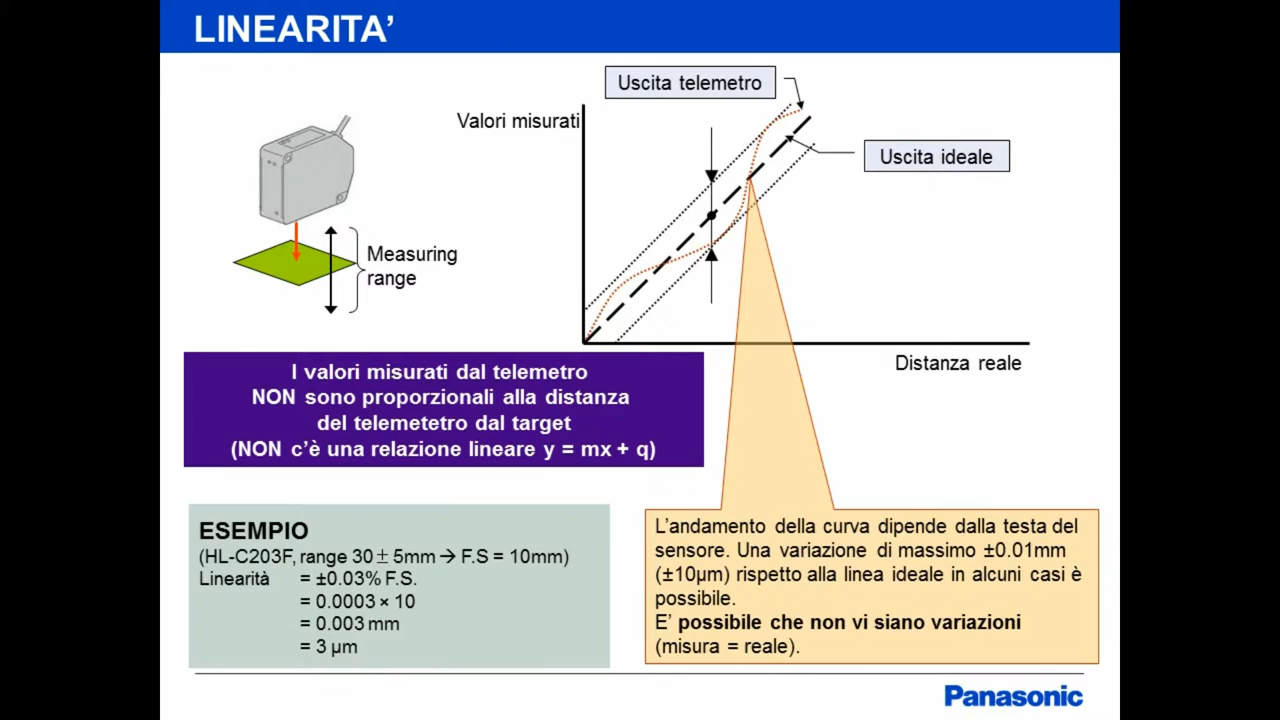 LINEARITA'
Uscita telemetro
Valori misurati
Uscita ideale
Measuring
range
Distanza reale
I valori misurati dal telemetro
NON sono proporzionali alla distanza
del telemetetro dal target
(NON c'è una relazione lineare y = mx + q)
ESEMPIO
(HL-C203F, range 30 ± 5mm → F.S = 10mm)
Linearità = ±0.03% F.S.
= 0.0003 × 10
= 0.003 mm
= 3 µm
L'andamento della curva dipende dalla testa del
sensore. Una variazione di massimo ±0.01mm
(±10µm) rispetto alla linea ideale in alcuni casi è
possibile.
E' possibile che non vi siano variazioni
(misura = reale).
Panasonic